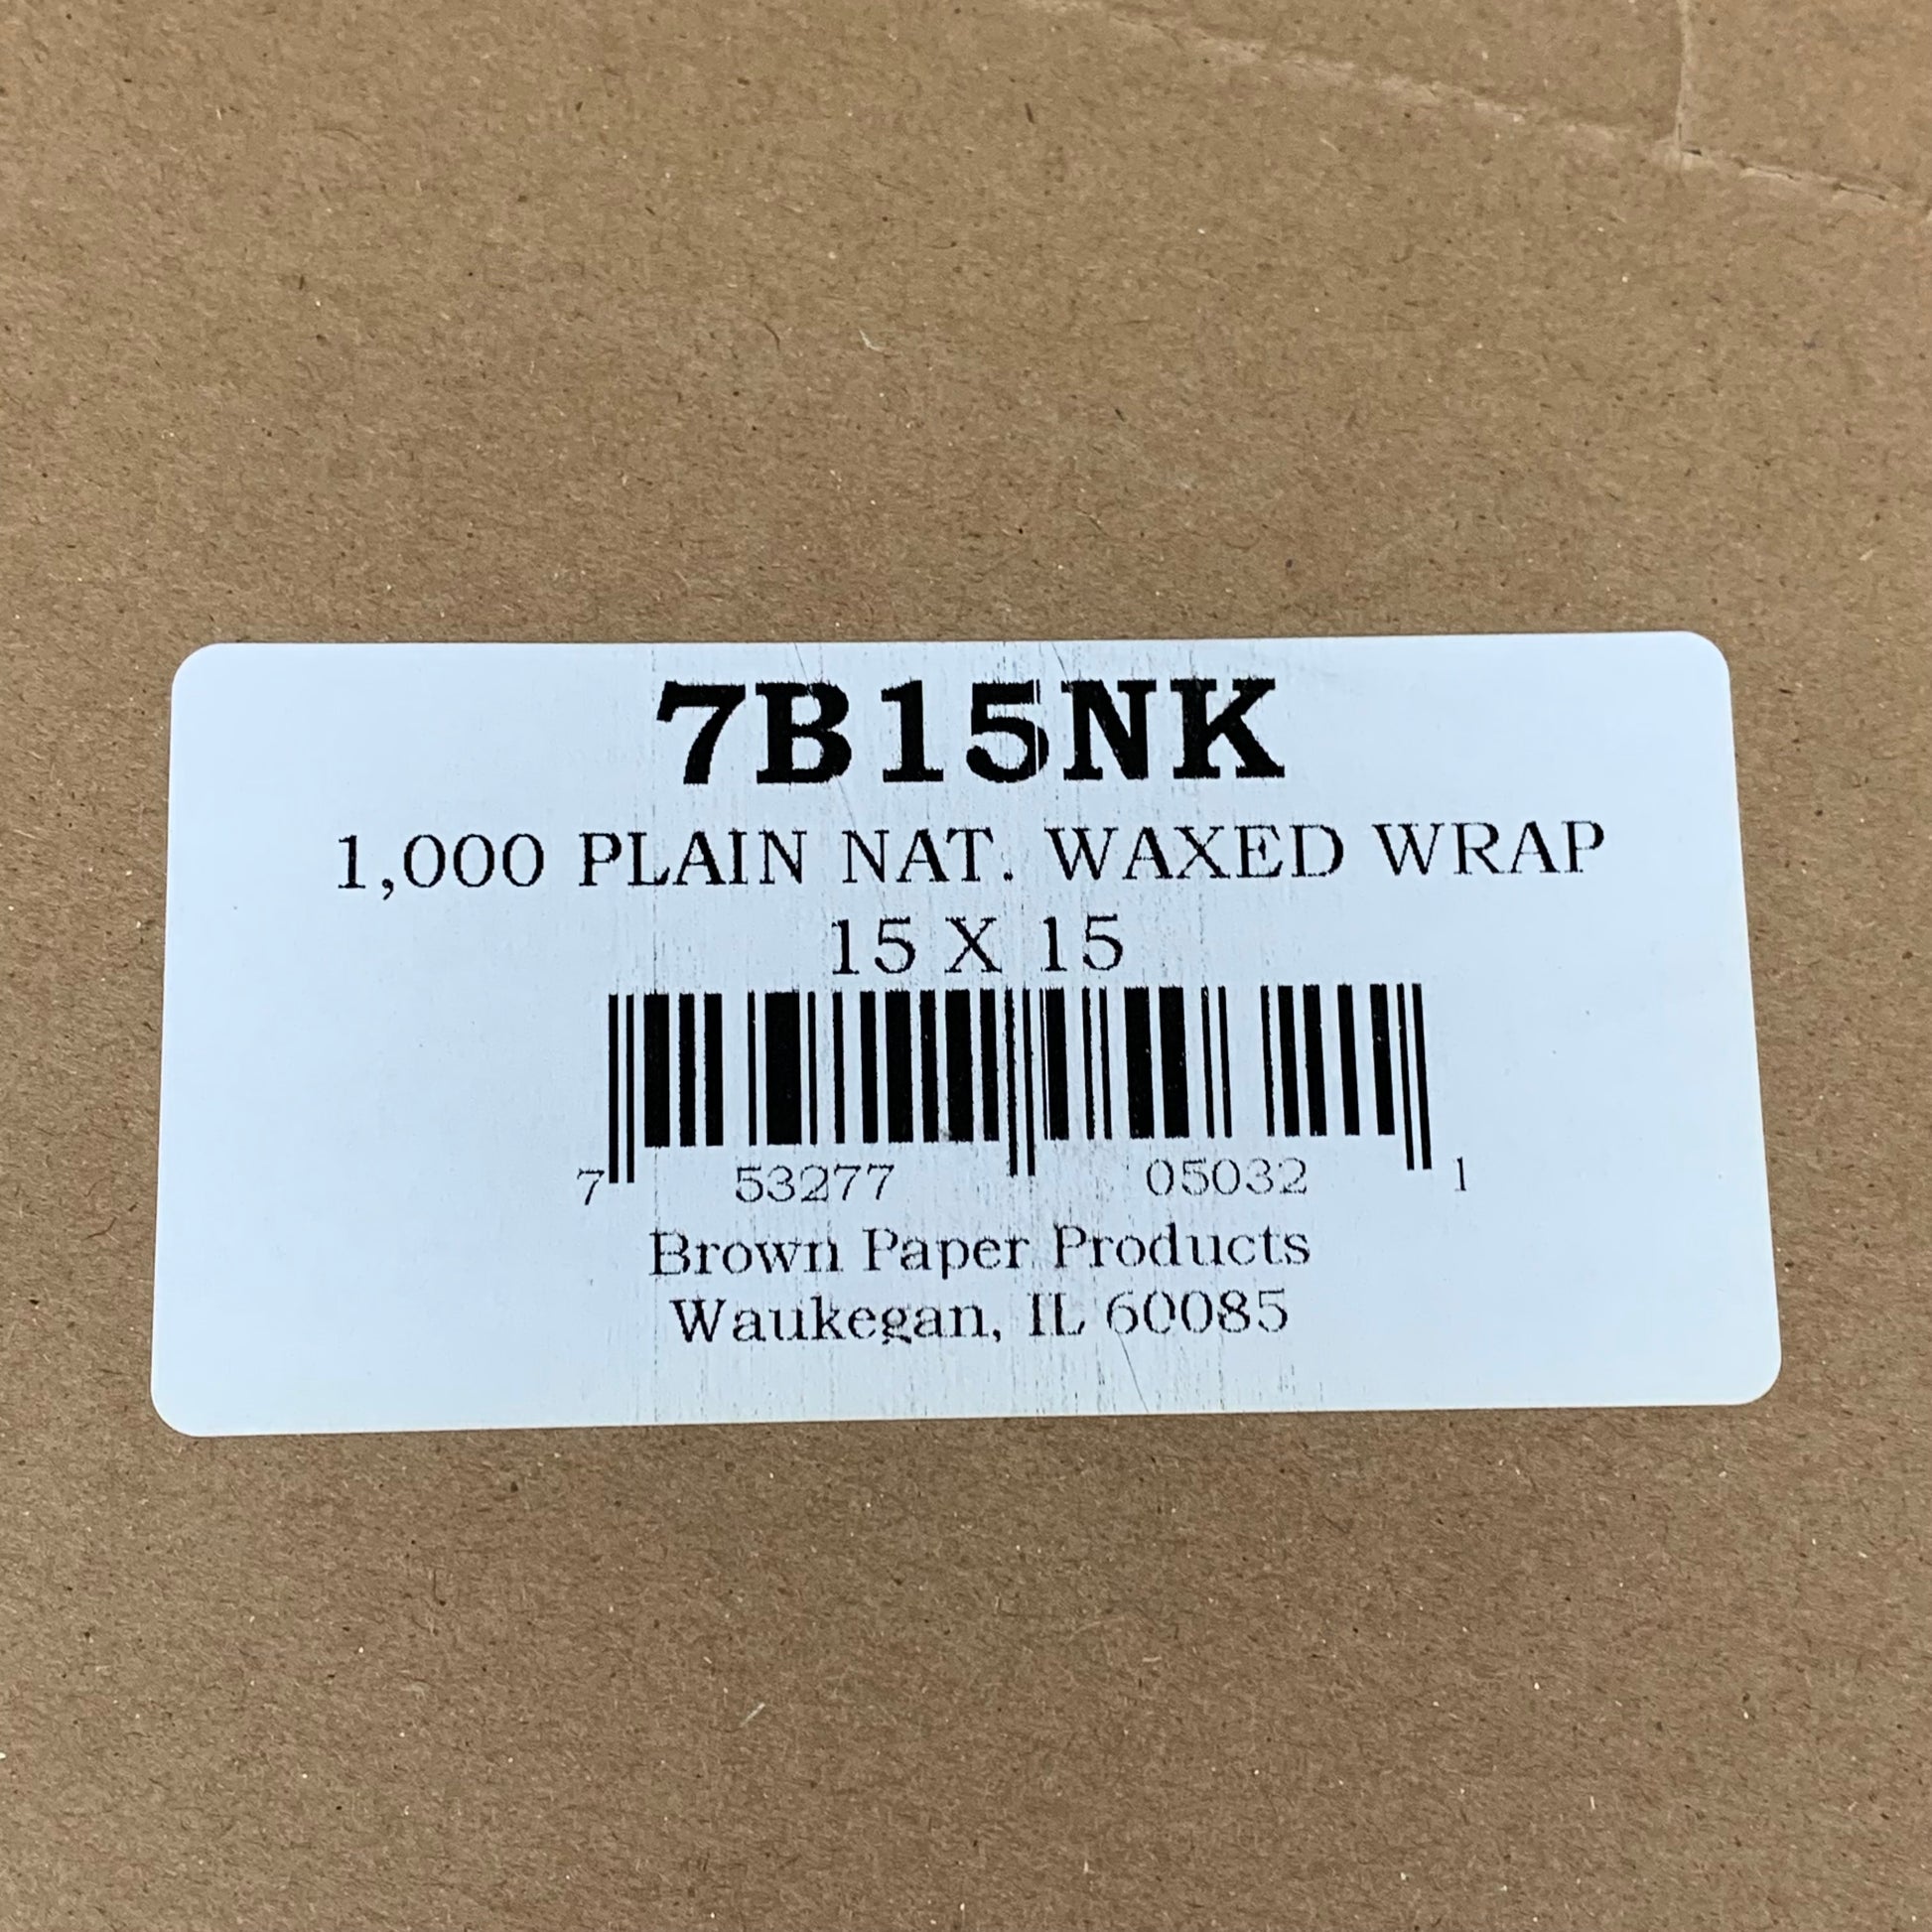 7B15NK
1,000 PLAIN NAT. WAXED WRAP
15 X 15
7 53277 05032 1
Brown Paper Products
Waukegan, IL 60085